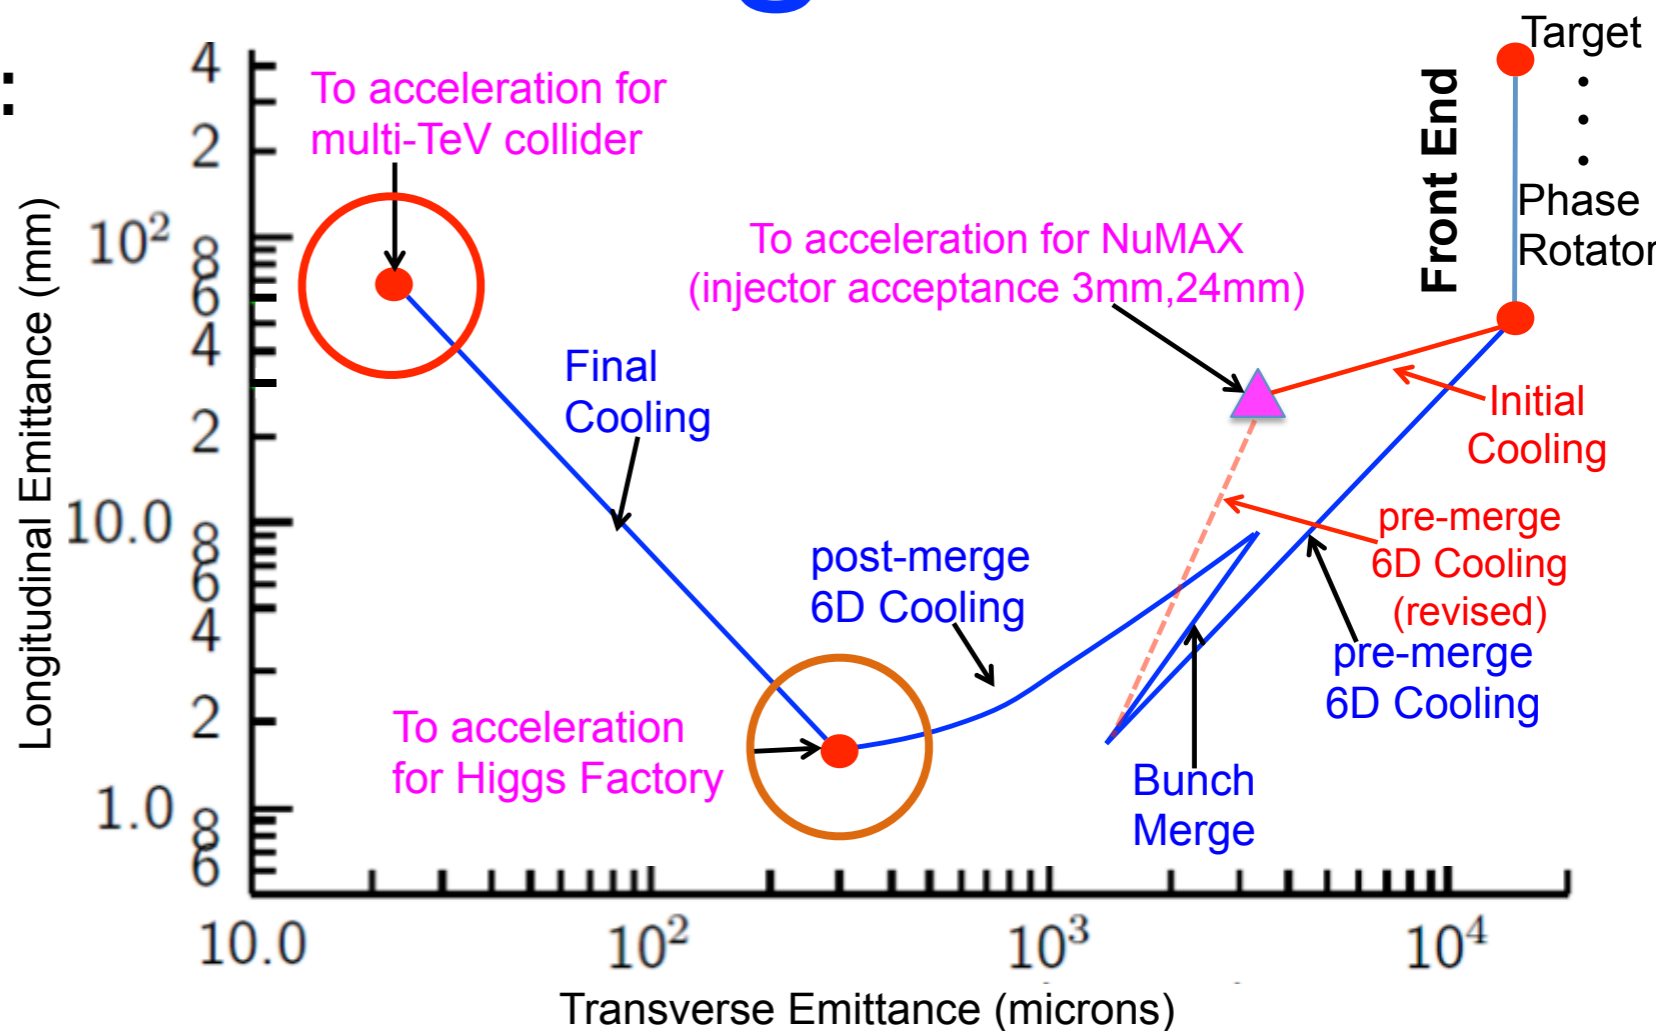 :
Target
To acceleration for
multi-TeV collider
Front End
Phase
Rotator
To acceleration for NuMAX
(injector acceptance 3mm,24mm)
Final
Cooling
Initial
Cooling
pre-merge
6D Cooling
(revised)
post-merge
6D Cooling
pre-merge
6D Cooling
To acceleration
for Higgs Factory
Bunch
Merge
Longitudinal Emittance (mm)
4
2
10²
8
6
4
2
10.0
8
6
4
2
1.0
8
6
10.0
10²
10³
10⁴
Transverse Emittance (microns)